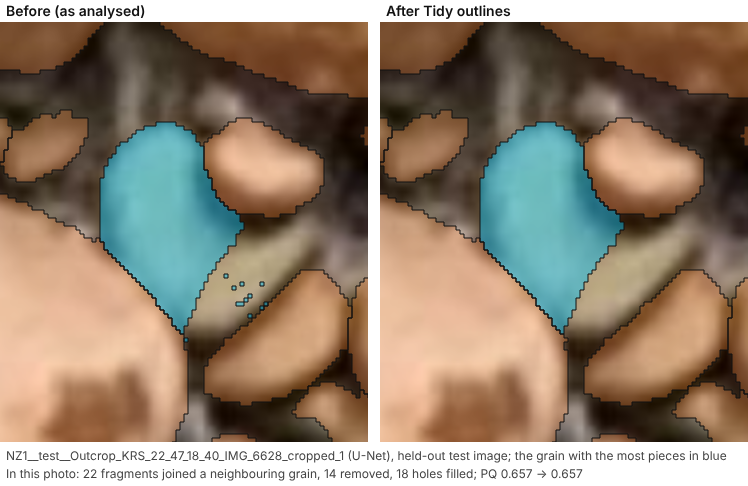 Before (as analysed)
After Tidy outlines
NZ1__test__Outcrop_KRS_22_47_18_40_IMG_6628_cropped_1 (U-Net), held-out test image; the grain with the most pieces in blue
In this photo: 22 fragments joined a neighbouring grain, 14 removed, 18 holes filled; PQ 0.657 → 0.657